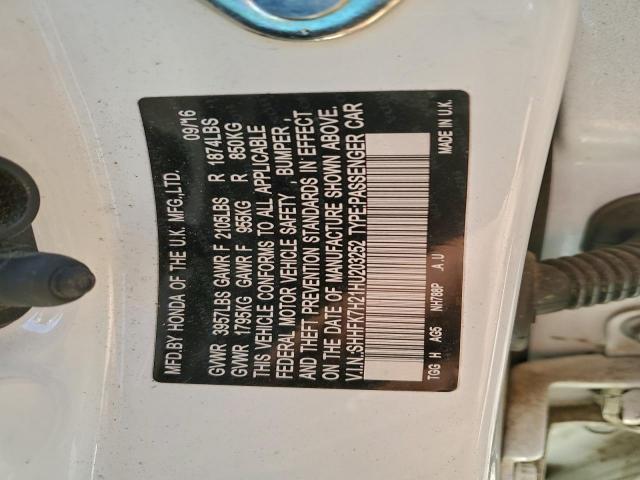 MFD.BY HONDA OF THE U.K. MFG.,LTD. 09/16
GVWR 3957LBS GAWR F 2105LBS R 1874LBS
GVWR 1795KG GAWR F 955KG R 850KG
THIS VEHICLE CONFORMS TO ALL APPLICABLE
FEDERAL MOTOR VEHICLE SAFETY , BUMPER ,
AND THEFT PREVENTION STANDARDS IN EFFECT
ON THE DATE OF MANUFACTURE SHOWN ABOVE.
V.I.N.:SHHFK7H21HU203252 TYPE:PASSENGER CAR
TGG H AG5 NH788P A U MADE IN U.K.